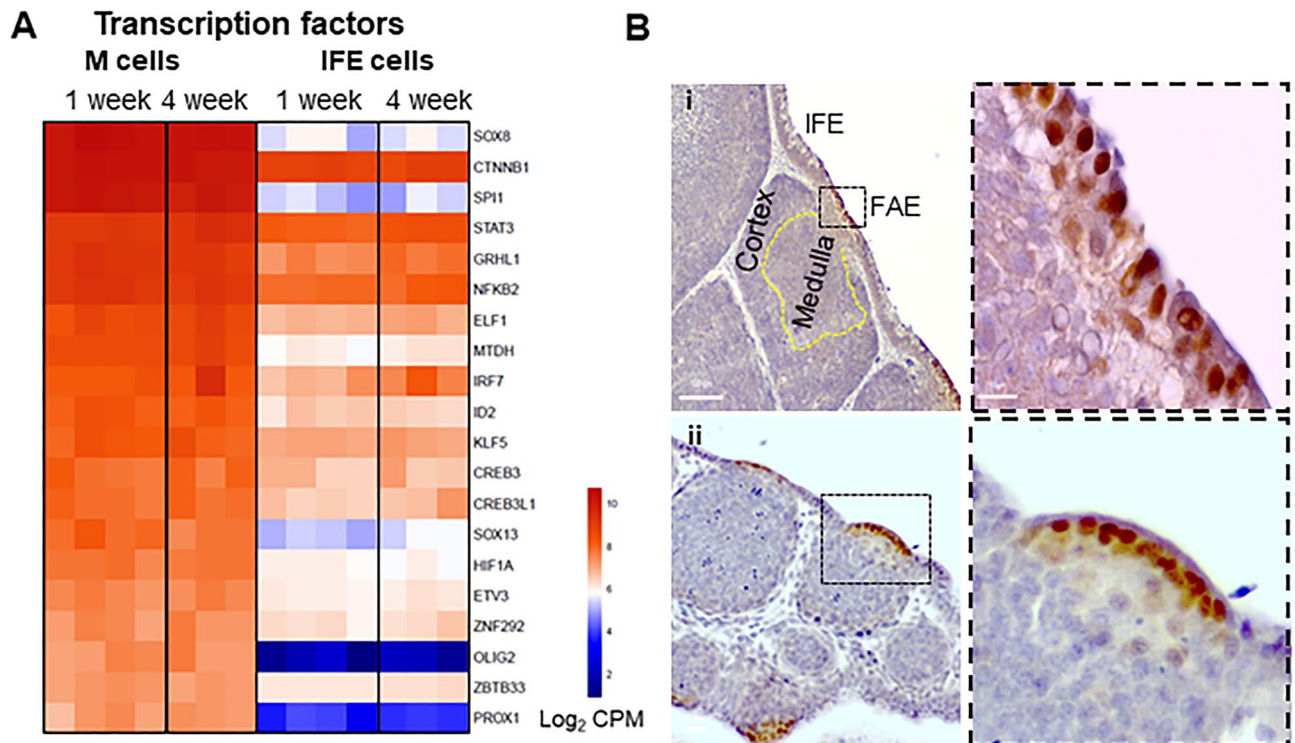 A
Transcription factors
M cells IFE cells
1 week 4 week 1 week 4 week
SOX8
CTNNB1
SPI1
STAT3
GRHL1
NFKB2
ELF1
MTDH
IRF7
ID2
KLF5
CREB3
CREB3L1
SOX13
HIF1A
ETV3
ZNF292
OLIG2
ZBTB33
PROX1
10
8
6
4
2
Log₂ CPM
B
i
IFE
FAE
Cortex
Medulla
ii